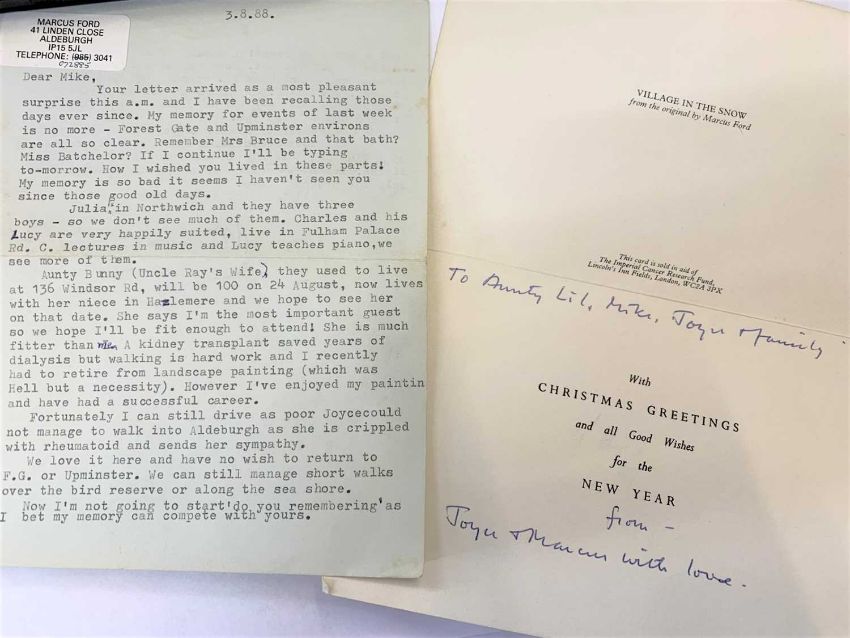 MARCUS FORD
41 LINDEN CLOSE
ALDEBURGH
IP15 5JL
TELEPHONE: (985) 3041
072885
3.8.88.
Dear Mike,
Your letter arrived as a most pleasant
surprise this a.m. and I have been recalling those
days ever since. My memory for events of last week
is no more - Forest Gate and Upminster environs
are all so clear. Remember Mrs Bruce and that bath?
Miss Batchelor? If I continue I'll be typing
to-morrow. How I wished you lived in these parts!
My memory is so bad it seems I haven't seen you
since those good old days.
Julia, in Northwich and they have three
boys - so we don't see much of them. Charles and his
Lucy are very happily suited, live in Fulham Palace
Rd. C. lectures in music and Lucy teaches piano,we
see more of them.
Aunty Bunny (Uncle Ray's Wife) they used to live
at 136 Windsor Rd, will be 100 on 24 August, now lives
with her niece in Haslemere and we hope to see her
on that date. She says I'm the most important guest
so we hope I'll be fit enough to attend! She is much
fitter than me. A kidney transplant saved years of
dialysis but walking is hard work and I recently
had to retire from landscape painting (which was
Hell but a necessity). However I've enjoyed my paintin
and have had a successful career.
Fortunately I can still drive as poor Joycecould
not manage to walk into Aldeburgh as she is crippled
with rheumatoid and sends her sympathy.
We love it here and have no wish to return to
F.G. or Upminster. We can still manage short walks
over the bird reserve or along the sea shore.
Now I'm not going to start'do you remembering'as
I bet my memory can compete with yours.
VILLAGE IN THE SNOW
from the original by Marcus Ford
This card is sold in aid of
The Imperial Cancer Research Fund,
Lincoln's Inn Fields, London, WC2A 3PX
To Aunty Lil, Mike, Joyce & family
With
CHRISTMAS GREETINGS
and all Good Wishes
for the
NEW YEAR
from -
Joyce & Marcus with love.